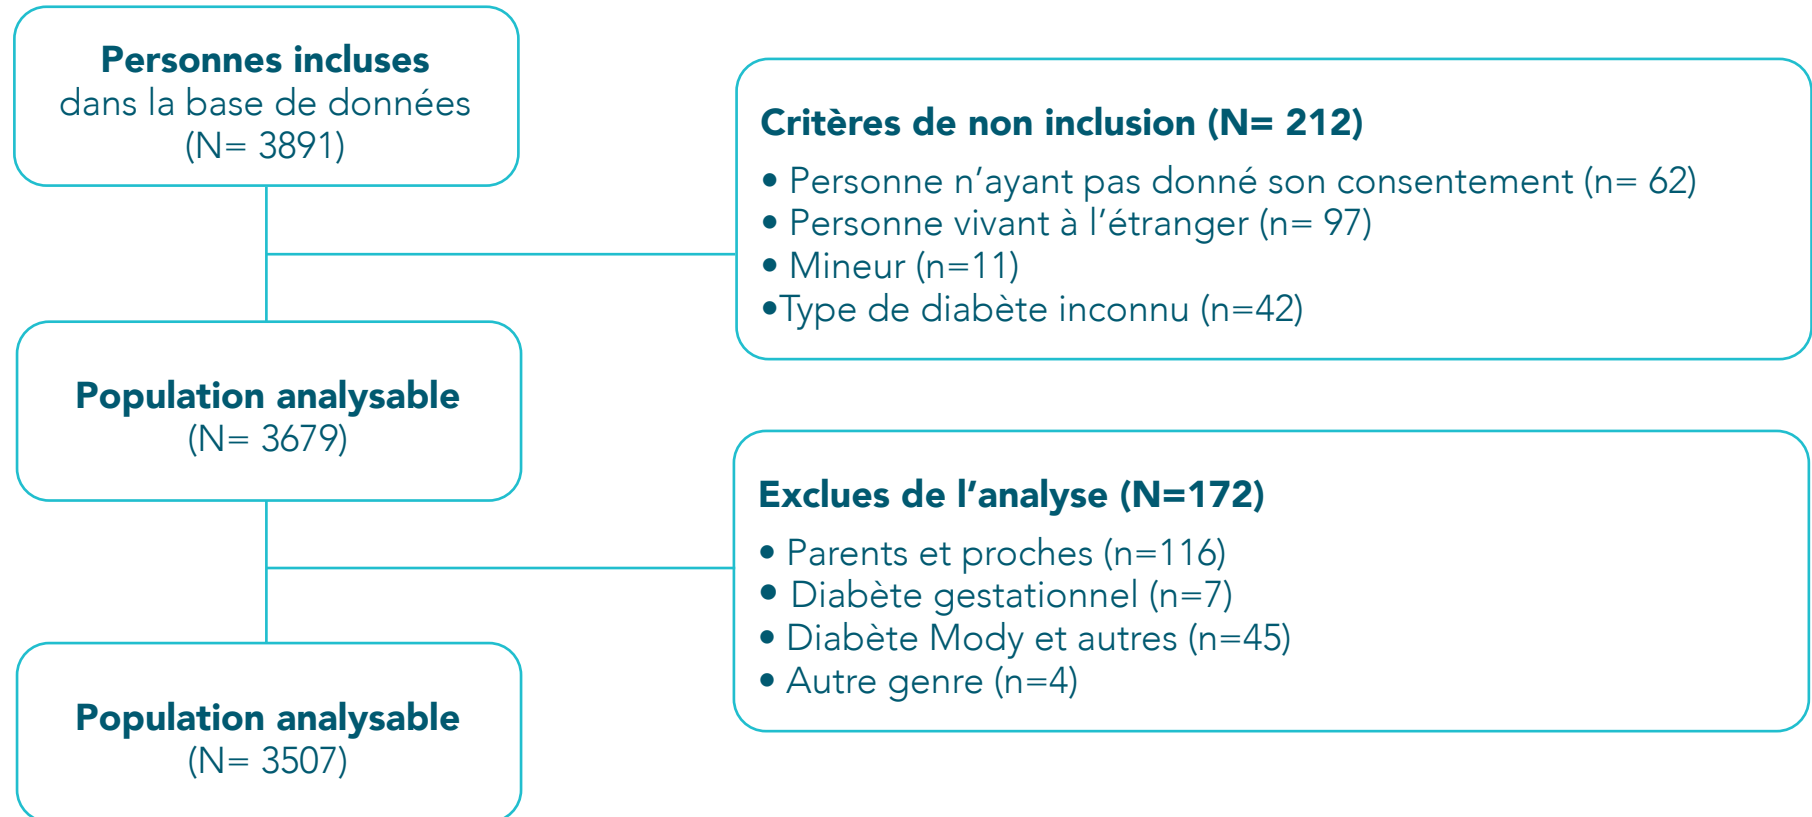 Personnes incluses
dans la base de données
(N= 3891)
Critères de non inclusion (N= 212)
• Personne n’ayant pas donné son consentement (n= 62)
• Personne vivant à l’étranger (n= 97)
• Mineur (n=11)
•Type de diabète inconnu (n=42)
Population analysable
(N= 3679)
Exclues de l’analyse (N=172)
• Parents et proches (n=116)
• Diabète gestationnel (n=7)
• Diabète Mody et autres (n=45)
• Autre genre (n=4)
Population analysable
(N= 3507)